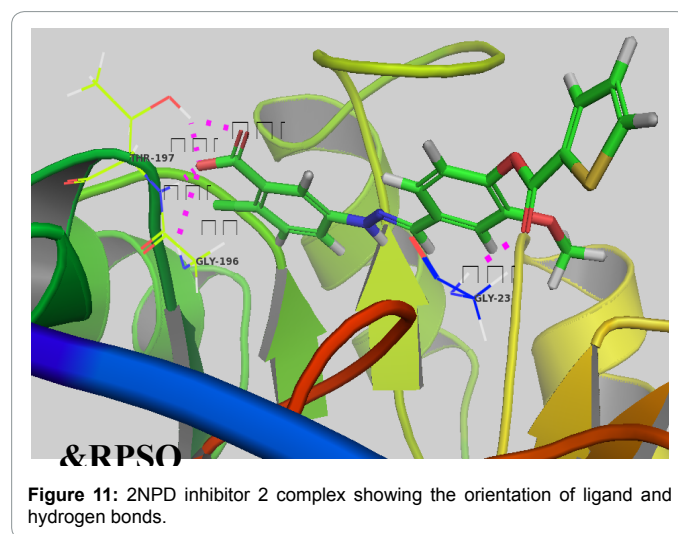 THR-197
GLY-196
GLY-23
&RPSO
Figure 11: 2NPD inhibitor 2 complex showing the orientation of ligand and
hydrogen bonds.